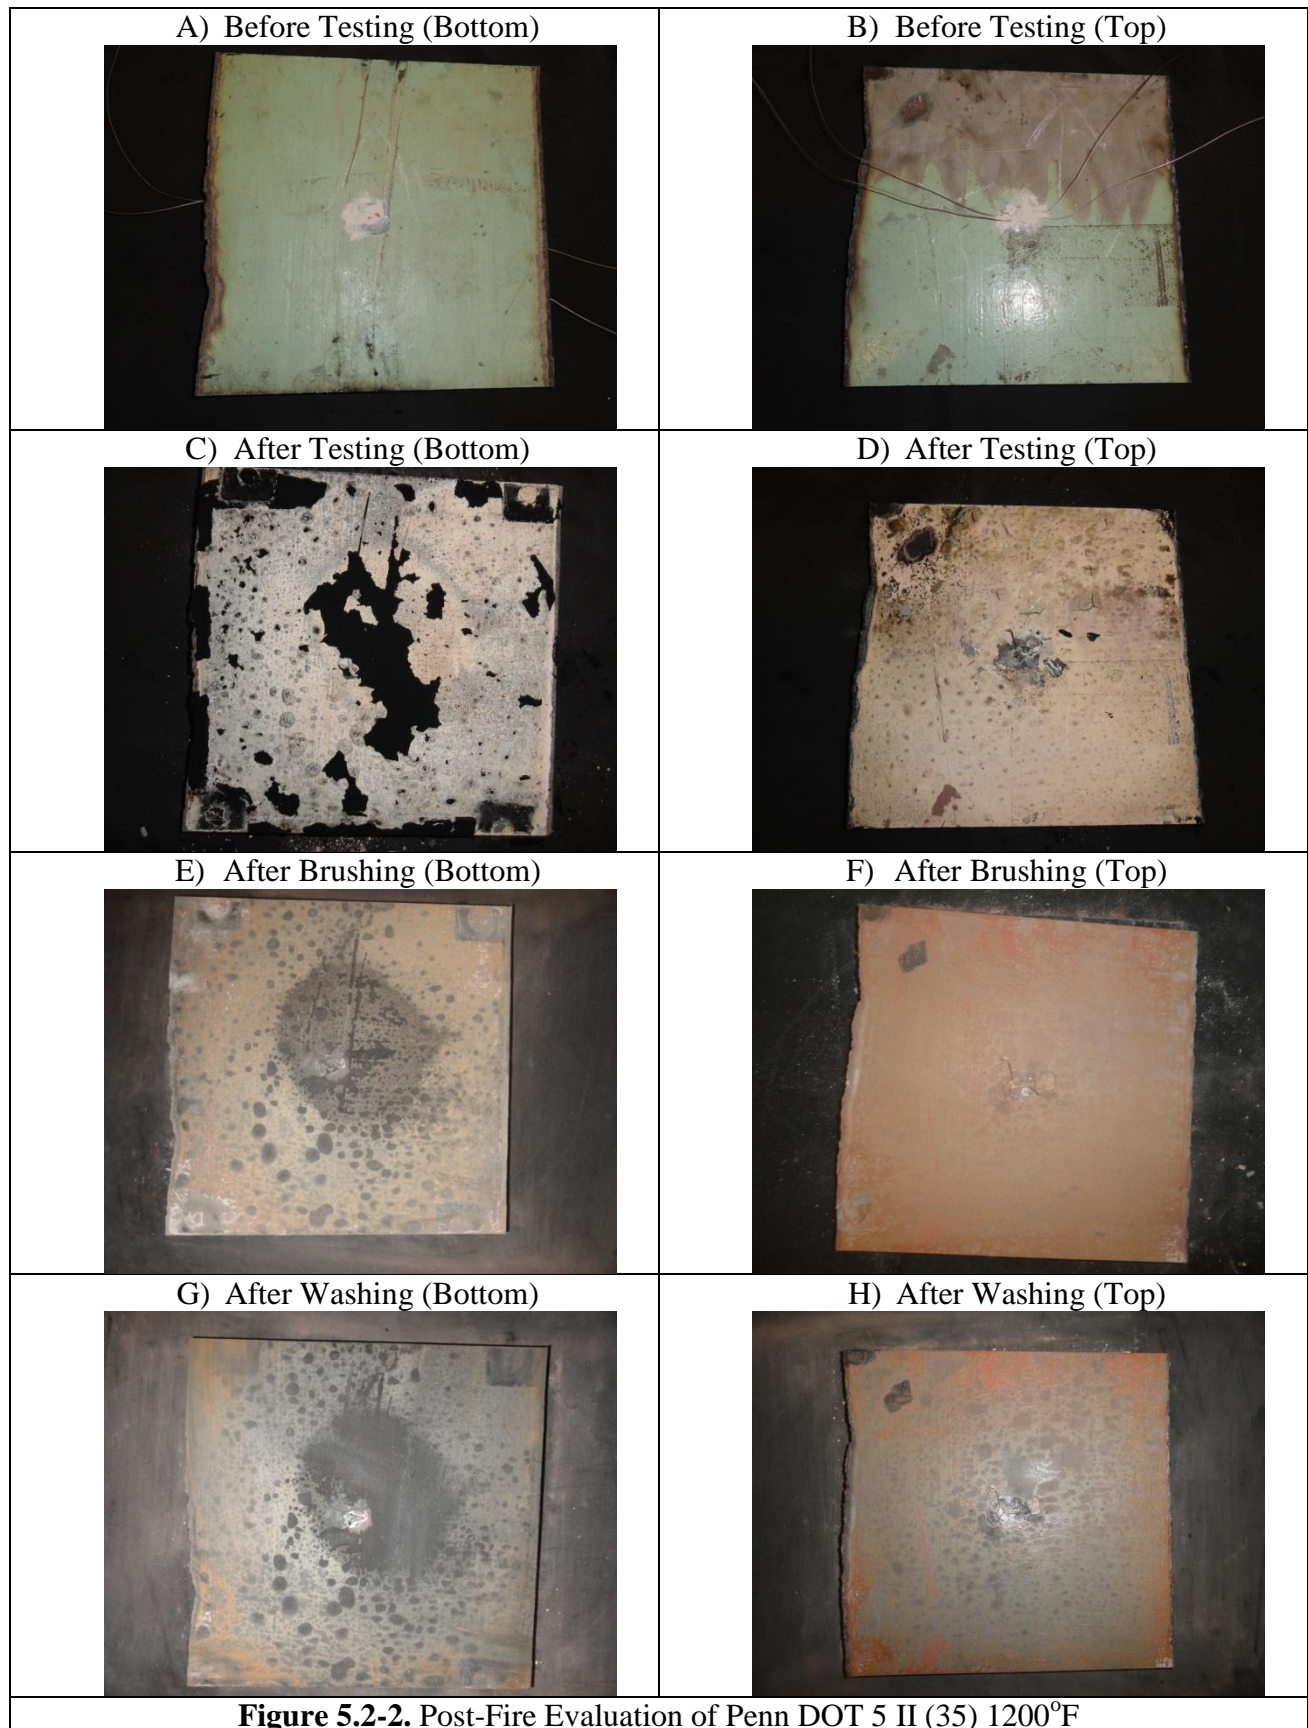 A) Before Testing (Bottom)
B) Before Testing (Top)
C) After Testing (Bottom)
D) After Testing (Top)
E) After Brushing (Bottom)
F) After Brushing (Top)
G) After Washing (Bottom)
H) After Washing (Top)
Figure 5.2-2. Post-Fire Evaluation of Penn DOT 5 II (35) 1200°F